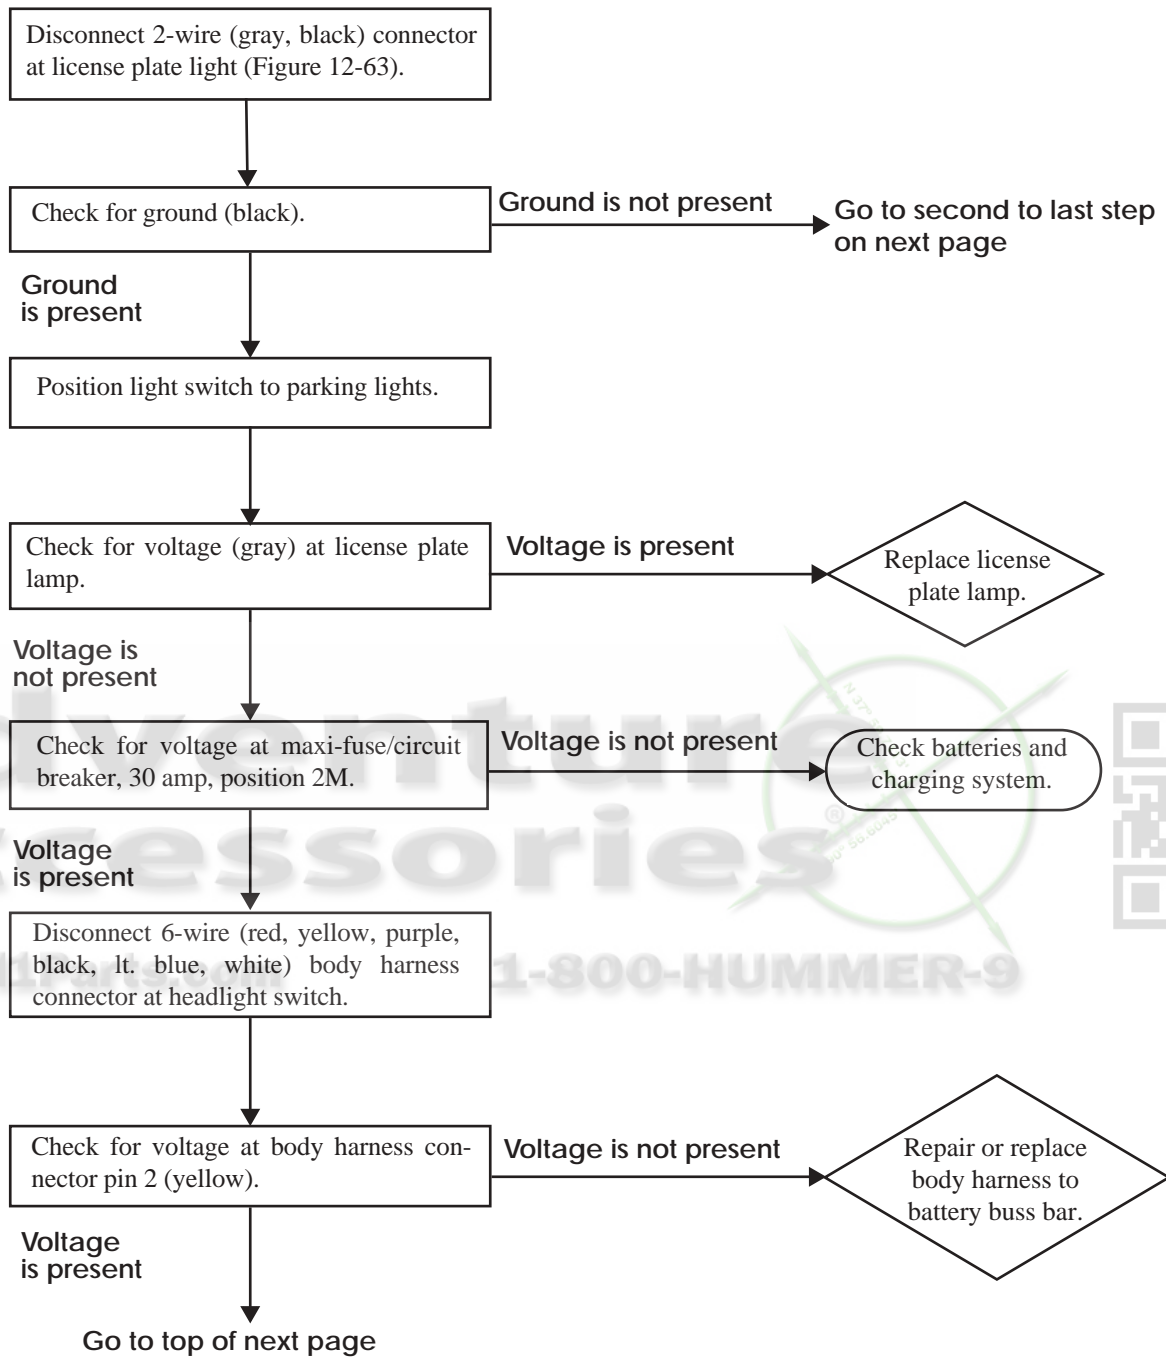 Disconnect 2-wire (gray, black) connector
at license plate light (Figure 12-63).
Check for ground (black).
Ground is not present
Go to second to last step
on next page
Ground
is present
Position light switch to parking lights.
Check for voltage (gray) at license plate
lamp.
Voltage is present
Replace license
plate lamp.
Voltage is
not present
Check for voltage at maxi-fuse/circuit
breaker, 30 amp, position 2M.
Voltage is not present
Check batteries and
charging system.
Voltage
is present
Disconnect 6-wire (red, yellow, purple,
black, lt. blue, white) body harness
connector at headlight switch.
1-800-HUMMER-9
Check for voltage at body harness con-
nector pin 2 (yellow).
Voltage is not present
Repair or replace
body harness to
battery buss bar.
Voltage
is present
Go to top of next page